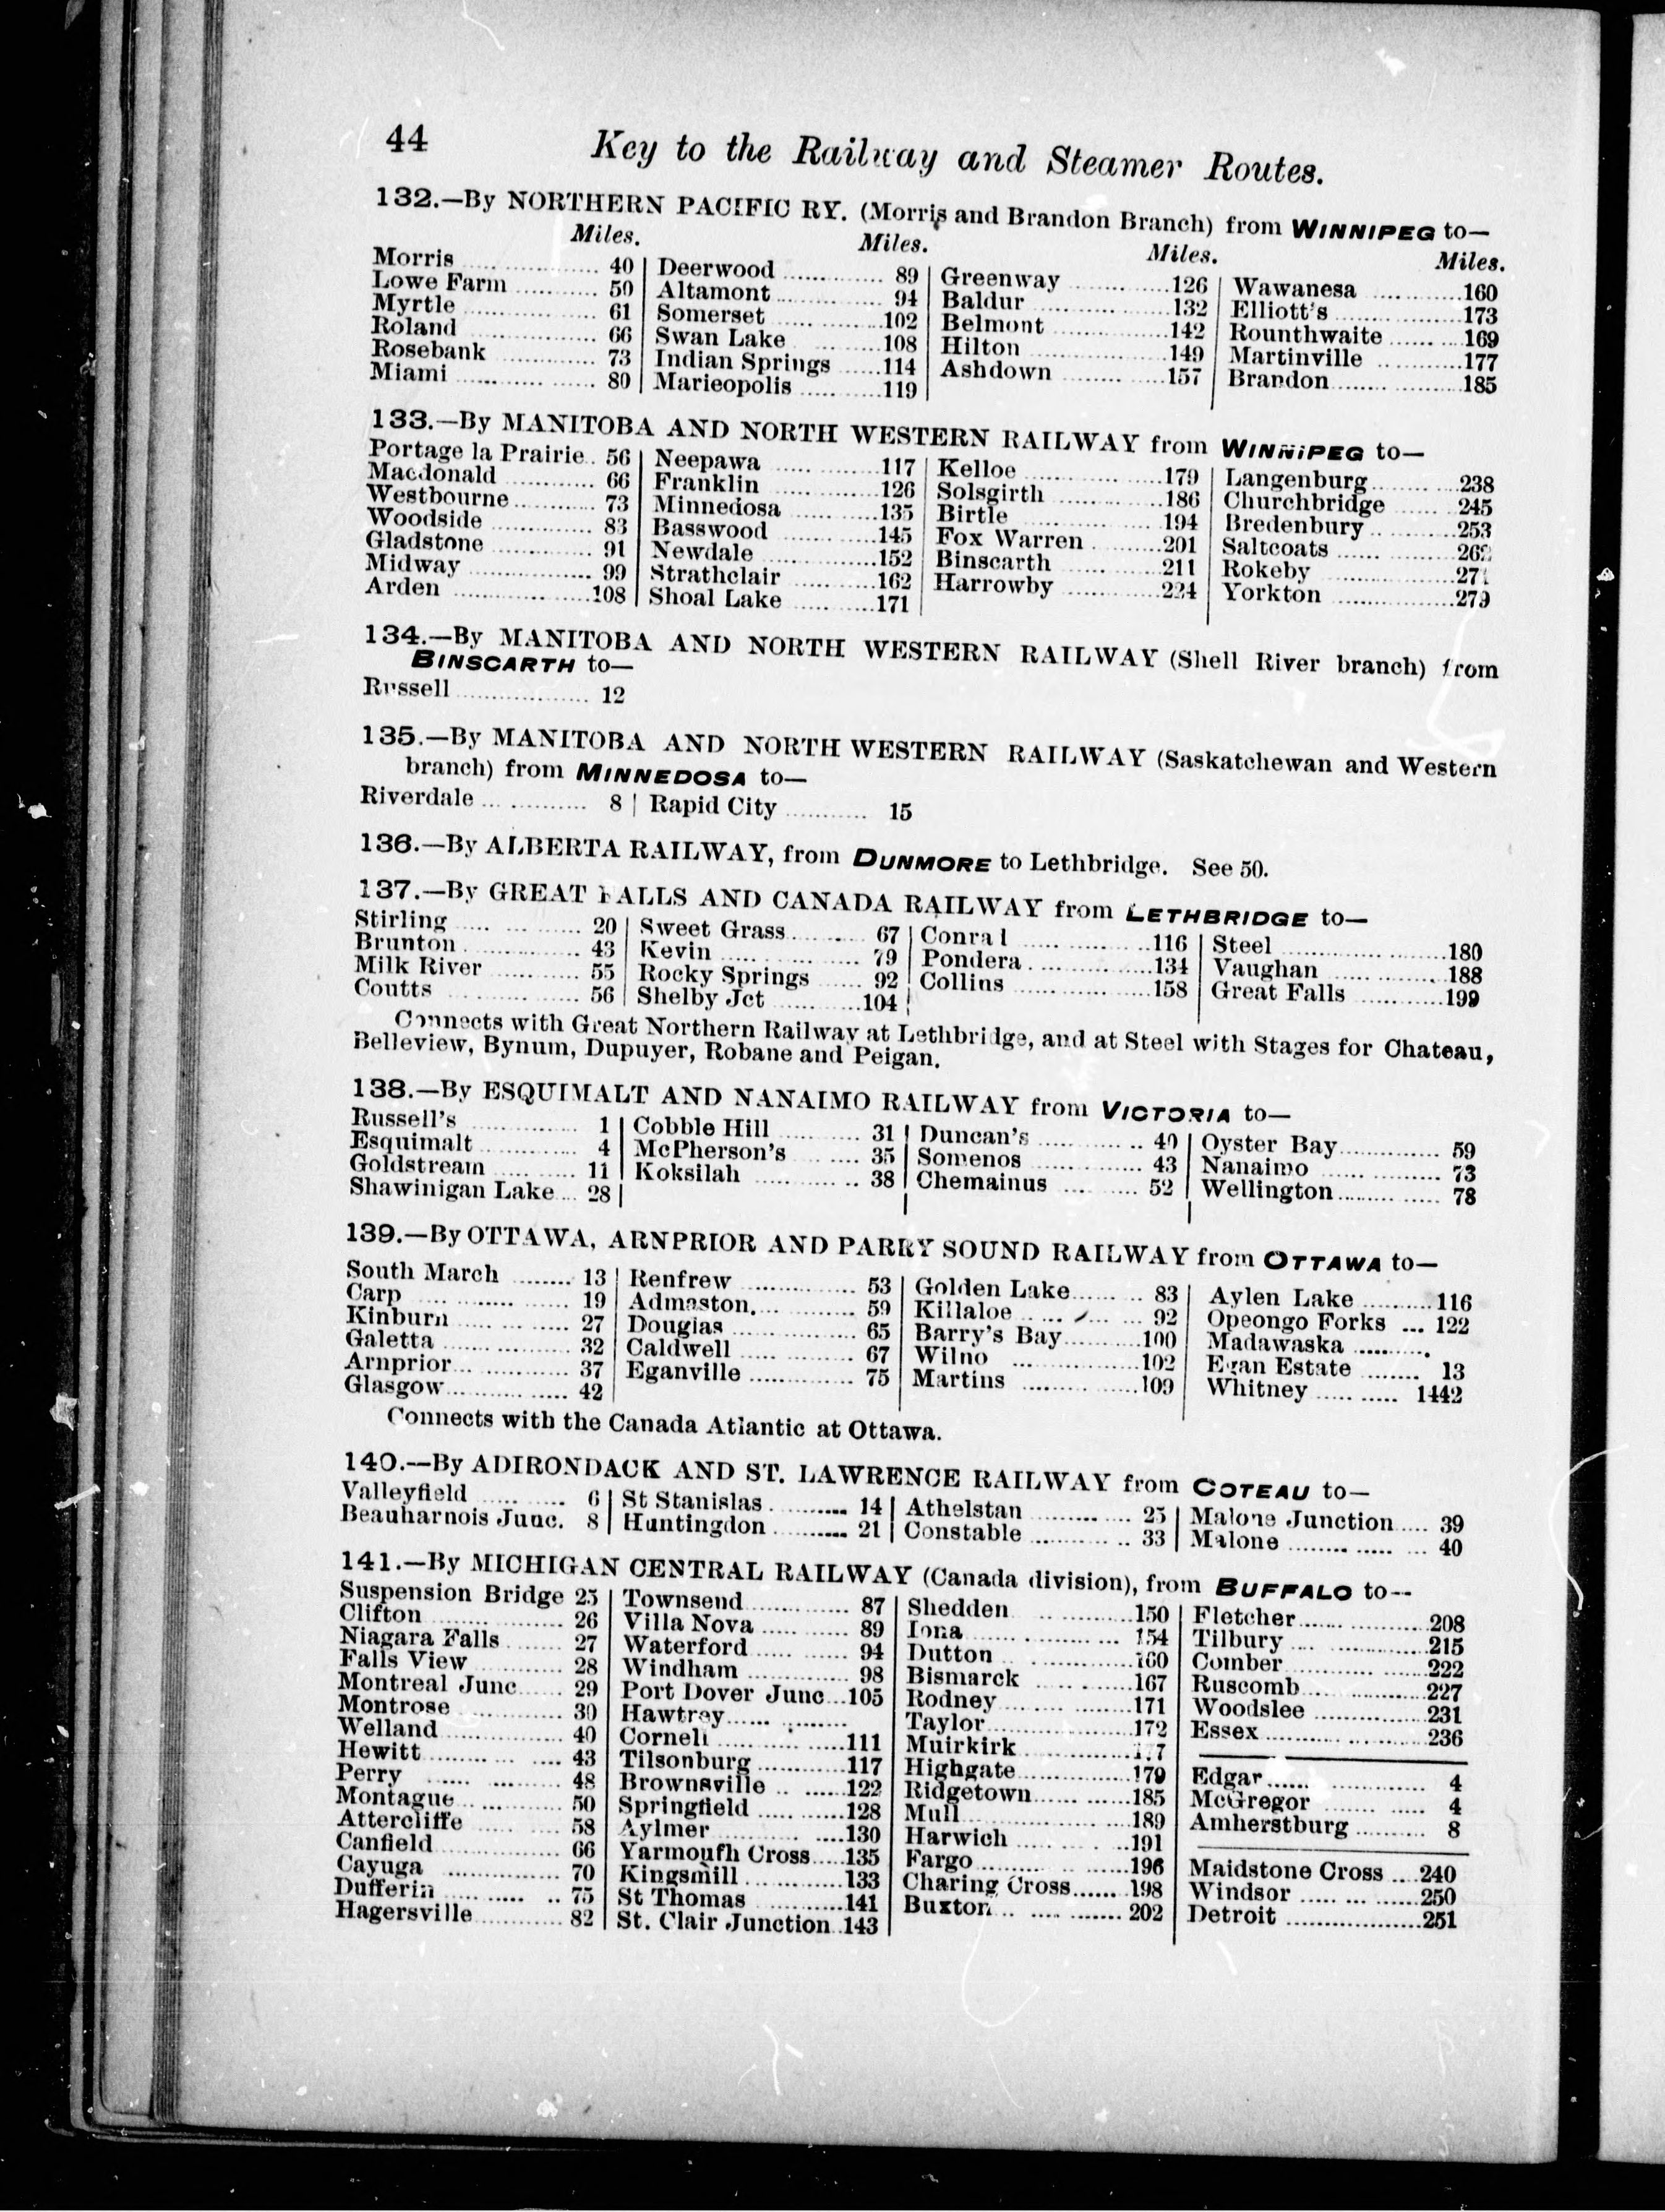 44 Key to the Railway and Steamer Routes.
132.—By NORTHERN PACIFIC RY. (Morris and Brandon Branch) from WINNIPEG to—
Miles. Miles. Miles. Miles.
Morris 40 | Deerwood 89 | Greenway 126 | Wawanesa 160
Lowe Farm 50 | Altamont 94 | Baldur 132 | Elliott's 173
Myrtle 61 | Somerset 102 | Belmont 142 | Rounthwaite 169
Roland 66 | Swan Lake 108 | Hilton 149 | Martinville 177
Rosebank 73 | Indian Springs 114 | Ashdown 157 | Brandon 185
Miami 80 | Marieopolis 119
133.—By MANITOBA AND NORTH WESTERN RAILWAY from WINNIPEG to—
Portage la Prairie 56 | Neepawa 117 | Kelloe 179 | Langenburg 238
Macdonald 66 | Franklin 126 | Solsgirth 186 | Churchbridge 245
Westbourne 73 | Minnedosa 135 | Birtle 194 | Bredenbury 253
Woodside 83 | Basswood 145 | Fox Warren 201 | Saltcoats
Gladstone 91 | Newdale 152 | Binscarth 211 | Rokeby
Midway 99 | Strathclair 162 | Harrowby 224 | Yorkton 279
Arden 108 | Shoal Lake 171
134.—By MANITOBA AND NORTH WESTERN RAILWAY (Shell River branch) from
BINSCARTH to—
Russell 12
135.—By MANITOBA AND NORTH WESTERN RAILWAY (Saskatchewan and Western
branch) from MINNEDOSA to—
Riverdale 8 | Rapid City 15
136.—By ALBERTA RAILWAY, from DUNMORE to Lethbridge. See 50.
137.—By GREAT FALLS AND CANADA RAILWAY from LETHBRIDGE to—
Stirling 20 | Sweet Grass 67 | Conrad 116 | Steel 180
Brunton 43 | Kevin 79 | Pondera 134 | Vaughan 188
Milk River 55 | Rocky Springs 92 | Collins 158 | Great Falls 199
Coutts 56 | Shelby Jct 104
Connects with Great Northern Railway at Lethbridge, and at Steel with Stages for Chateau,
Belleview, Bynum, Dupuyer, Robane and Peigan.
138.—By ESQUIMALT AND NANAIMO RAILWAY from VICTORIA to—
Russell's 1 | Cobble Hill 31 | Duncan's 40 | Oyster Bay 59
Esquimalt 4 | McPherson's 35 | Somenos 43 | Nanaimo 73
Goldstream 11 | Koksilah 38 | Chemainus 52 | Wellington 78
Shawinigan Lake 28
139.—By OTTAWA, ARNPRIOR AND PARRY SOUND RAILWAY from OTTAWA to—
South March 13 | Renfrew 53 | Golden Lake 83 | Aylen Lake 116
Carp 19 | Admaston 59 | Killaloe 92 | Opeongo Forks 122
Kinburn 27 | Douglas 65 | Barry's Bay 100 | Madawaska
Galetta 32 | Caldwell 67 | Wilno 102 | Egan Estate 13
Arnprior 37 | Eganville 75 | Martins 109 | Whitney 1442
Glasgow 42
Connects with the Canada Atlantic at Ottawa.
140.—By ADIRONDACK AND ST. LAWRENCE RAILWAY from COTEAU to—
Valleyfield 6 | St Stanislas 14 | Athelstan 25 | Malone Junction 39
Beauharnois Junc. 8 | Huntingdon 21 | Constable 33 | Malone 40
141.—By MICHIGAN CENTRAL RAILWAY (Canada division), from BUFFALO to—
Suspension Bridge 25 | Townsend 87 | Shedden 150 | Fletcher 208
Clifton 26 | Villa Nova 89 | Iona 154 | Tilbury 215
Niagara Falls 27 | Waterford 94 | Dutton 160 | Comber 222
Falls View 28 | Windham 98 | Bismarck 167 | Ruscomb 227
Montreal Junc 29 | Port Dover Junc 105 | Rodney 171 | Woodslee 231
Montrose 30 | Hawtrey | Taylor 172 | Essex 236
Welland 40 | Cornell 111 | Muirkirk
Hewitt 43 | Tilsonburg 117 | Highgate 179 | Edgar 4
Perry 48 | Brownsville 122 | Ridgetown 185 | McGregor 4
Montague 50 | Springfield 128 | Mull 189 | Amherstburg 8
Attercliffe 58 | Aylmer 130 | Harwich 191
Canfield 66 | Yarmouth Cross 135 | Fargo 196 | Maidstone Cross 240
Cayuga 70 | Kingsmill 133 | Charing Cross 198 | Windsor 250
Dufferin 75 | St Thomas 141 | Buxton 202 | Detroit 251
Hagersville 82 | St. Clair Junction 143